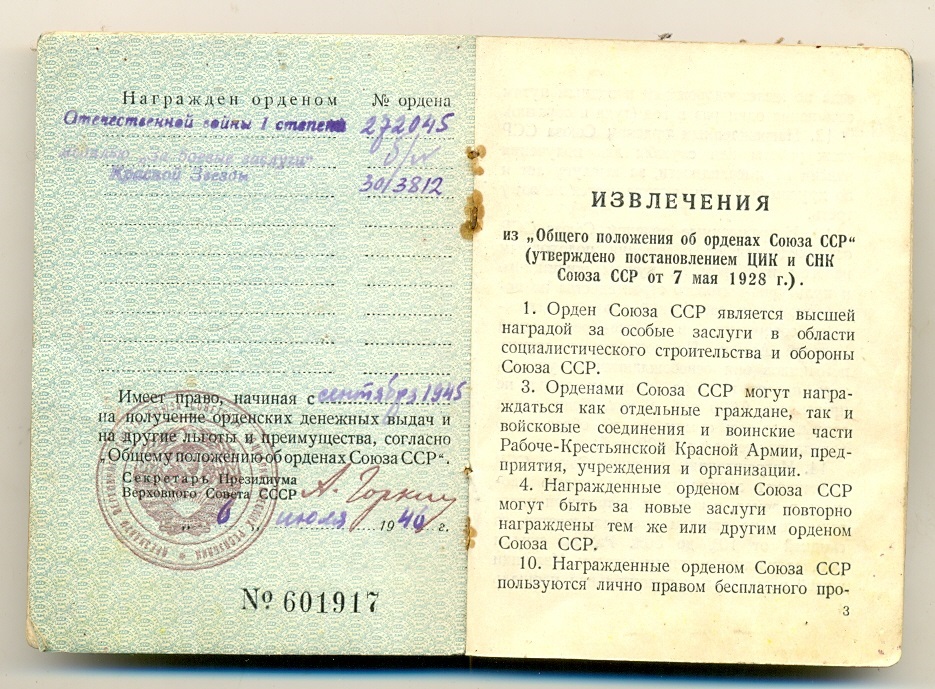 Награжден орденом № ордена
Отечественной войны I степени 272045
медалью „За боевые заслуги" б/н
Красной Звезды 3013812
Имеет право, начиная с сентября 1945
на получение орденских денежных выдач и
на другие льготы и преимущества, согласно
„Общему положению об орденах Союза ССР".
Секретарь Президиума
Верховного Совета СССР А. Горкин
„ 6 „ июля 1946 г.
№ 601917
ИЗВЛЕЧЕНИЯ
из „Общего положения об орденах Союза ССР"
(утверждено постановлением ЦИК и СНК
Союза ССР от 7 мая 1928 г.).
1. Орден Союза ССР является высшей
наградой за особые заслуги в области
социалистического строительства и обороны
Союза ССР.
3. Орденами Союза ССР могут награ-
ждаться как отдельные граждане, так и
войсковые соединения и воинские части
Рабоче-Крестьянской Красной Армии, пред-
приятия, учреждения и организации.
4. Награжденные орденом Союза ССР
могут быть за новые заслуги повторно
награждены тем же или другим орденом
Союза ССР.
10. Награжденные орденом Союза ССР
пользуются лично правом бесплатного про-
3